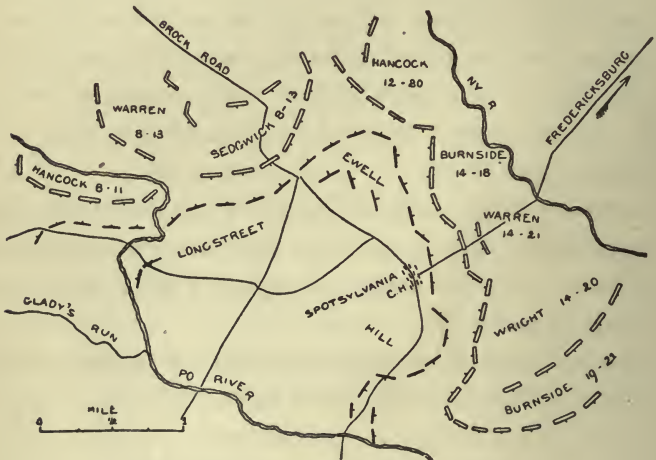 BROCK ROAD
HANCOCK
12-20
NY R.
FREDERICKSBURG
WARREN
8-13
SEDGWICK 8-13
HANCOCK 8-11
EWELL
BURNSIDE
14-18
WARREN
14-21
LONGSTREET
SPOTSYLVANIA
C.H.
GLADY'S
RUN
HILL
WRIGHT 14-20
BURNSIDE 19-21
PO RIVER
MILE
0 ½ 1